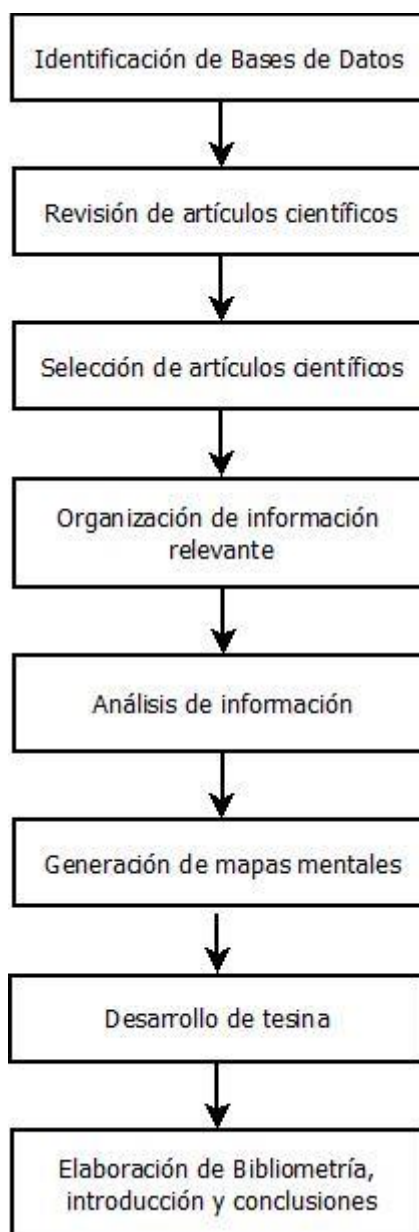 Identificación de Bases de Datos
Revisión de artículos científicos
Selección de artículos científicos
Organización de información
relevante
Análisis de información
Generación de mapas mentales
Desarrollo de tesina
Elaboración de Bibliometría,
introducción y conclusiones